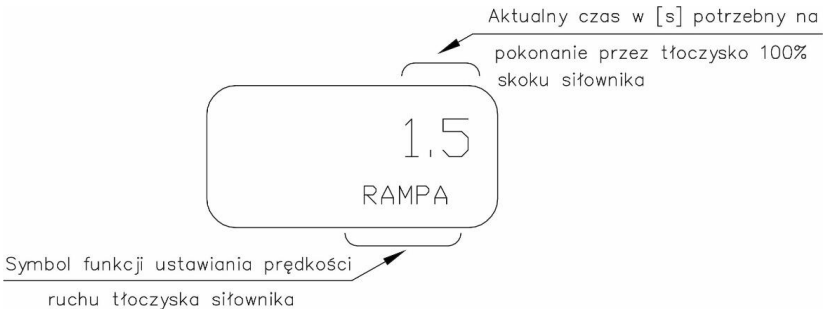 Aktualny czas w [s] potrzebny na
pokonanie przez tłoczysko 100%
skoku siłownika
1.5
RAMPA
Symbol funkcji ustawiania prędkości
ruchu tłoczyska siłownika